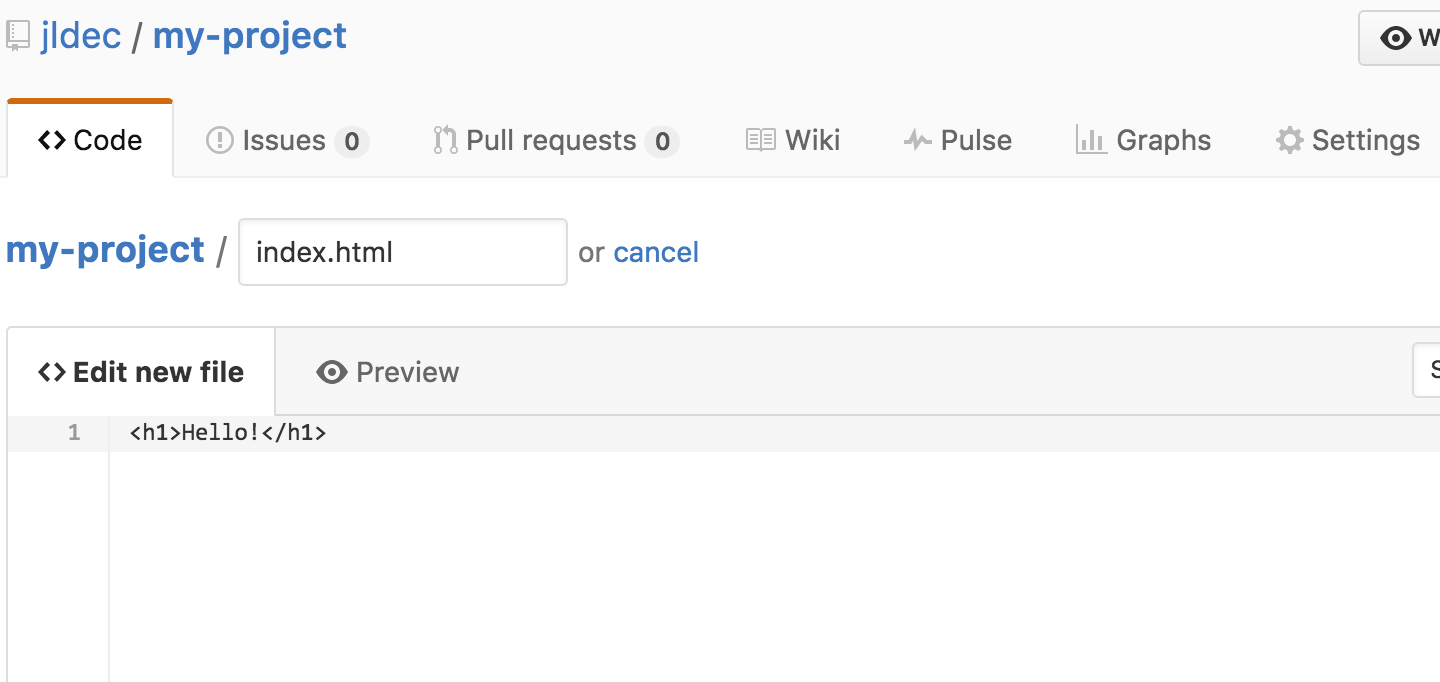 jldec / my-project
W
<> Code Issues 0 Pull requests 0 Wiki Pulse Graphs Settings
my-project / index.html or cancel
<> Edit new file Preview S
1 <h1>Hello!</h1>